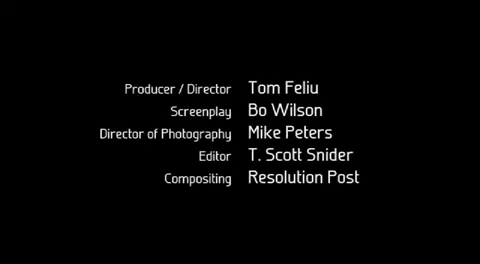 Producer / Director Tom Feliu
Screenplay Bo Wilson
Director of Photography Mike Peters
Editor T. Scott Snider
Compositing Resolution Post